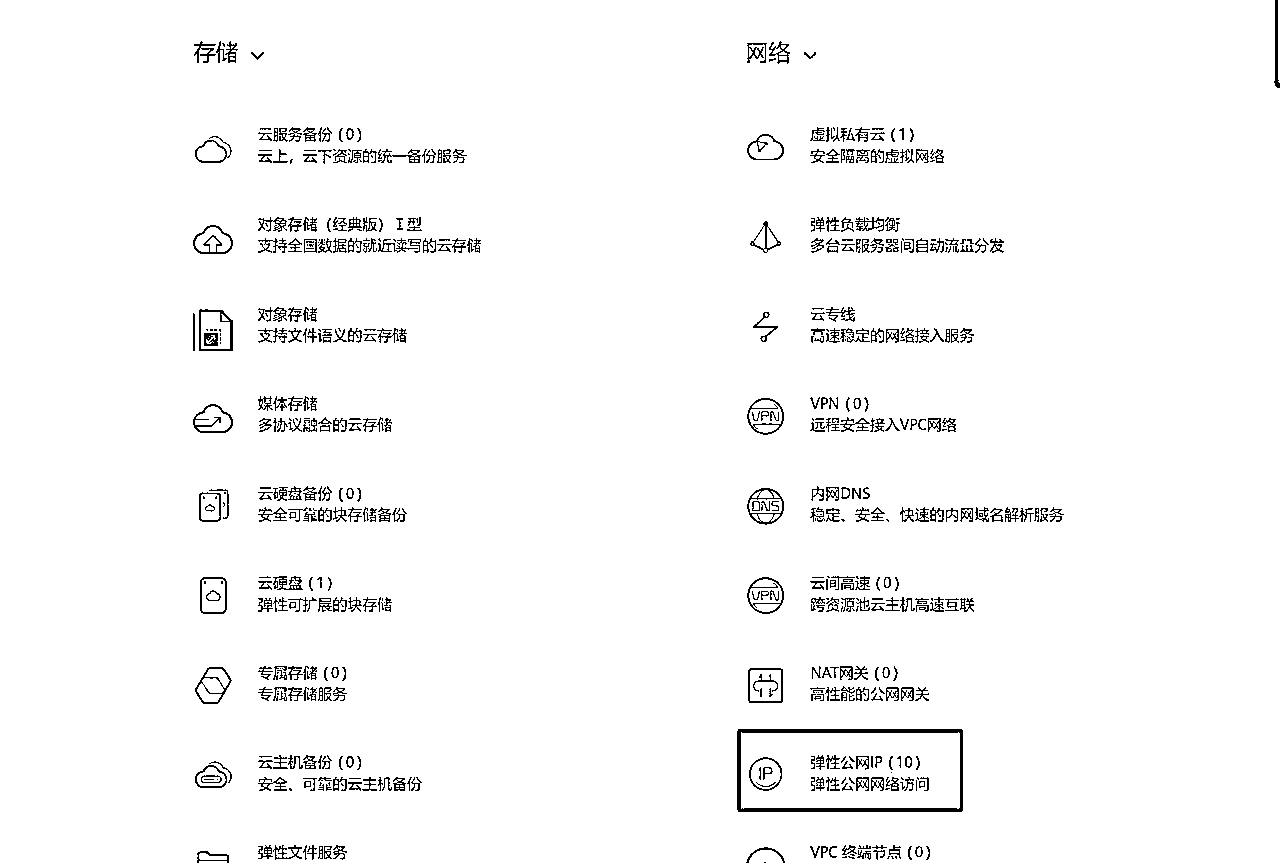 存储
云服务备份 (0)
云上，云下资源的统一备份服务
对象存储（经典版）I型
支持全国数据的就近读写的云存储
对象存储
支持文件语义的云存储
媒体存储
多协议融合的云存储
云硬盘备份 (0)
安全可靠的块存储备份
云硬盘 (1)
弹性可扩展的块存储
专属存储 (0)
专属存储服务
云主机备份 (0)
安全、可靠的云主机备份
弹性文件服务
网络
虚拟私有云 (1)
安全隔离的虚拟网络
弹性负载均衡
多台云服务器间自动流量分发
云专线
高速稳定的网络接入服务
VPN
VPN (0)
远程安全接入VPC网络
DNS
内网DNS
稳定、安全、快速的内网域名解析服务
VPN
云间高速 (0)
跨资源池云主机高速互联
NAT网关 (0)
高性能的公网网关
IP
弹性公网IP (10)
弹性公网网络访问
VPC 终端节点 (0)